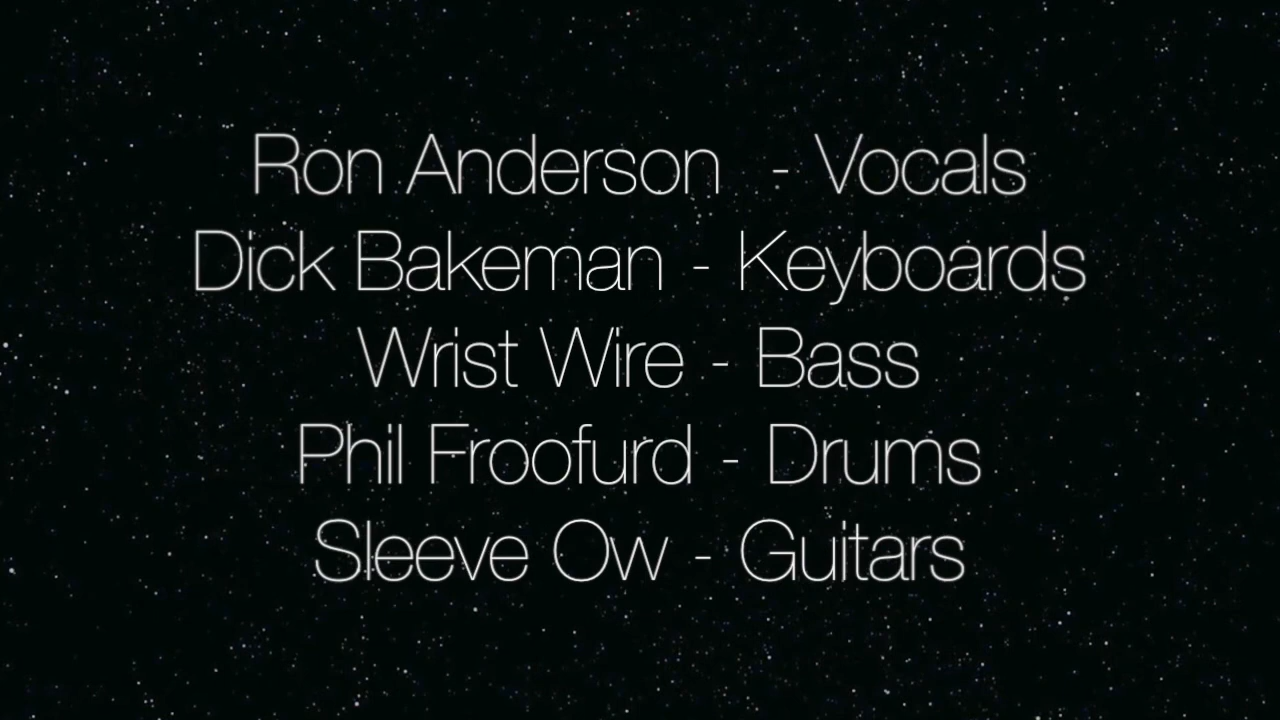 Ron Anderson - Vocals
Dick Bakeman - Keyboards
Wrist Wire - Bass
Phil Froofurd - Drums
Sleeve Ow - Guitars